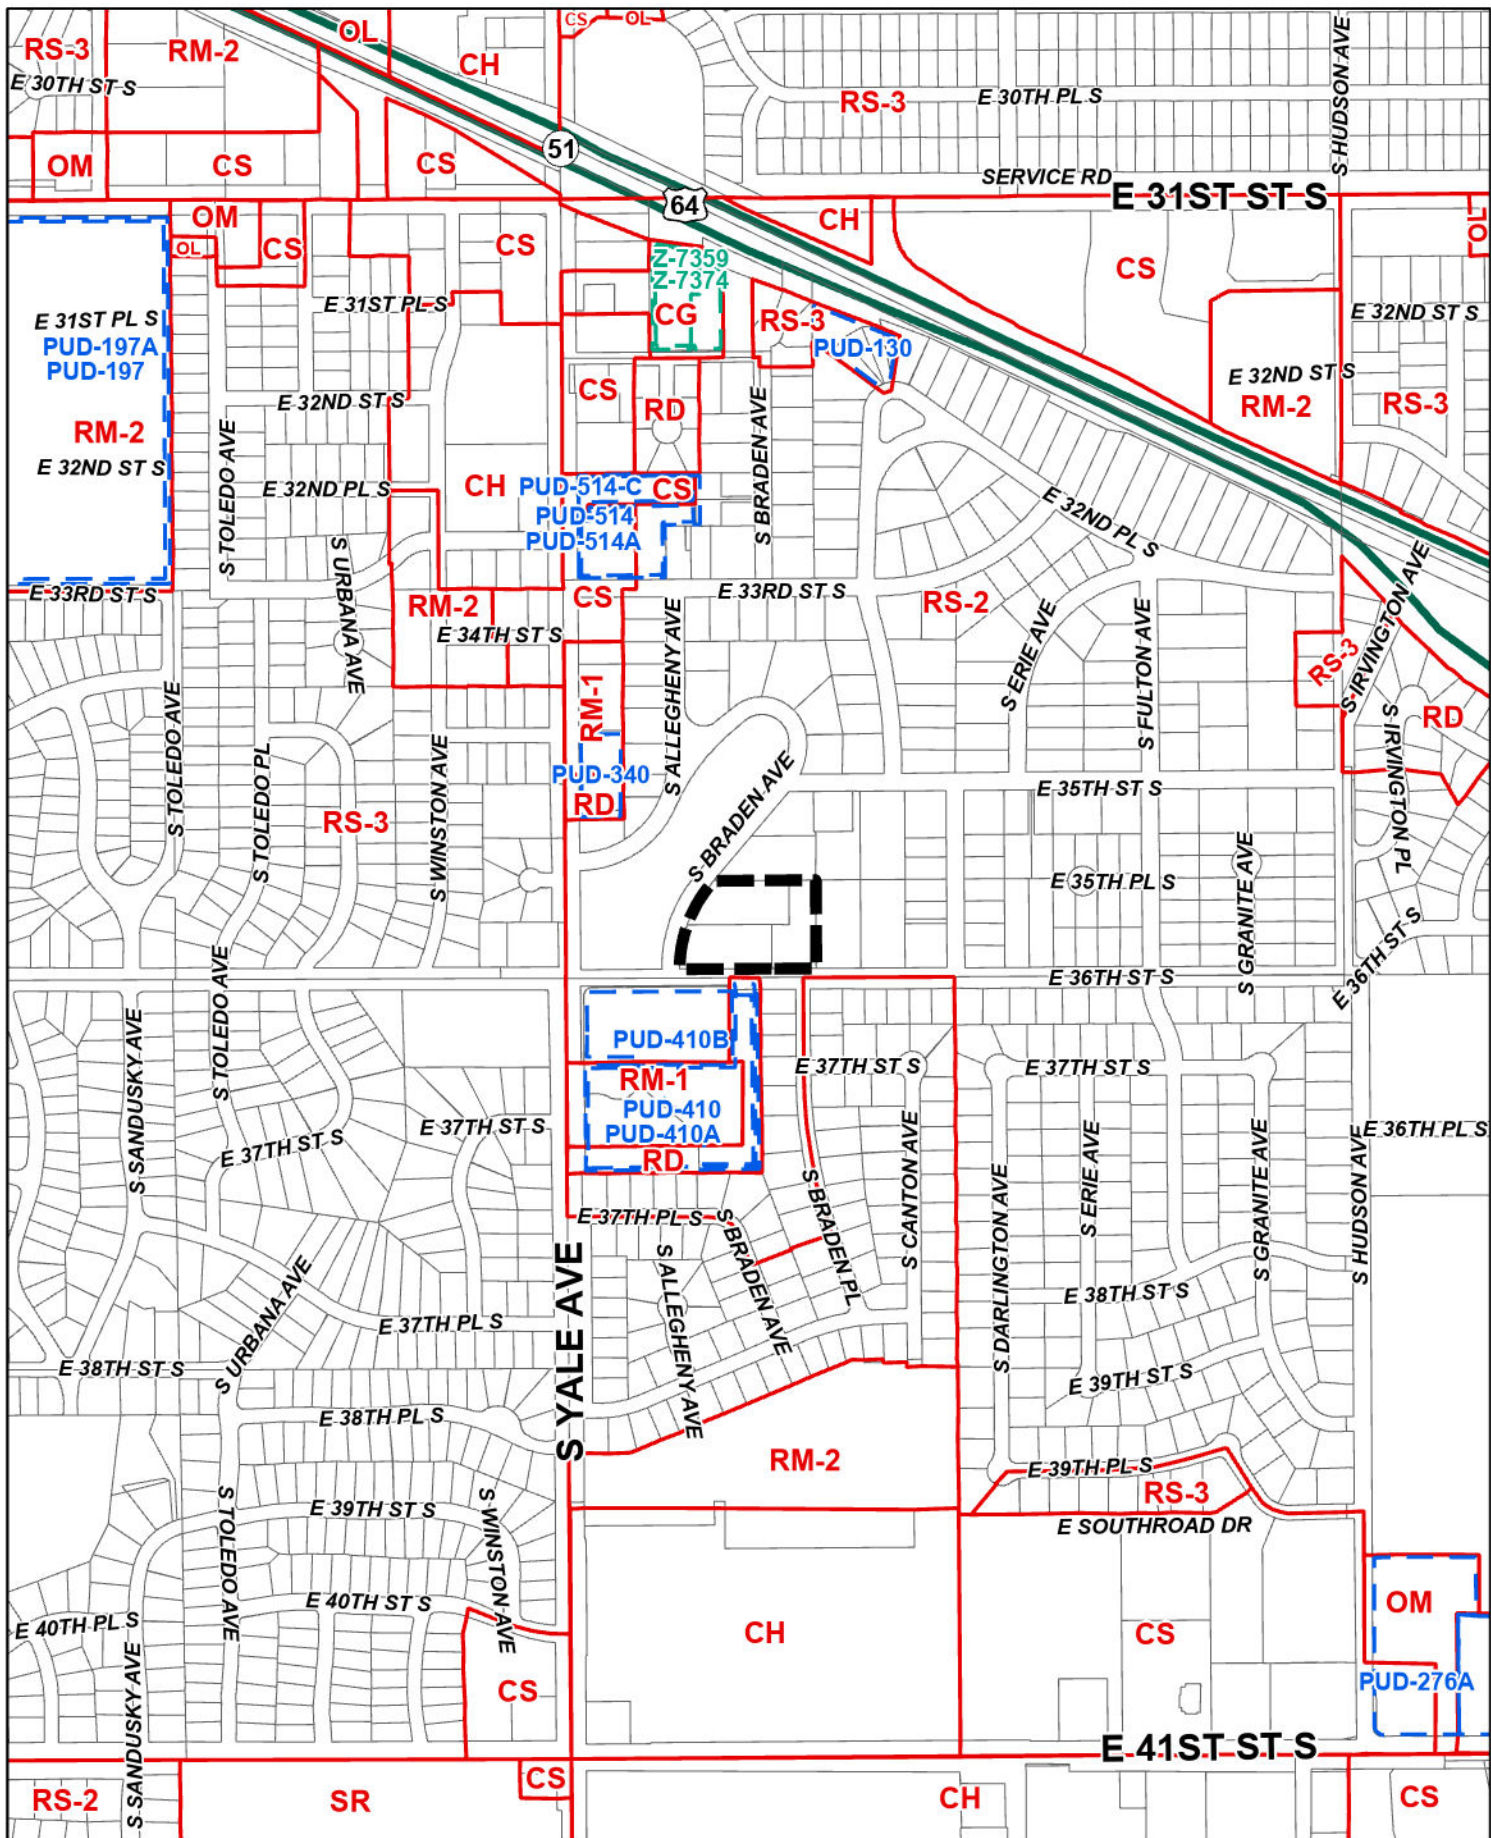 CS
OL
OL
RS-3
RM-2
CH
E 30TH ST S
RS-3
E 30TH PL S
S HUDSON AVE
51
OM
CS
CS
SERVICE RD
E 31ST ST S
64
OM
CH
OL
OL
CS
CS
Z-7359
Z-7374
CS
E 31ST PL S
E 31ST PL S
CG
RS-3
E 32ND ST S
PUD-197A
PUD-197
PUD-130
E 32ND ST S
RM-2
RS-3
CS
RD
E 32ND ST S
RM-2
E 32ND ST S
S TOLEDO AVE
S BRADEN AVE
E 32ND PL S
CH
PUD-514-C
CS
PUD-514
PUD-514A
E 32ND PL S
S URBANA AVE
E 33RD ST S
RM-2
CS
E 33RD ST S
RS-2
S IRVINGTON AVE
E 34TH ST S
S ALLEGHENY AVE
S ERIE AVE
S FULTON AVE
RS-3
RM-1
S TOLEDO AVE
RD
S IRVINGTON PL
PUD-340
RD
S BRADEN AVE
E 35TH ST S
S TOLEDO PL
RS-3
S WINSTON AVE
E 35TH PL S
S GRANITE AVE
E 36TH ST S
E 36TH ST S
S TOLEDO AVE
S SANDUSKY AVE
PUD-410B
E 37TH ST S
E 37TH ST S
RM-1
PUD-410
PUD-410A
E 37TH ST S
E 37TH ST S
RD
E 36TH PL S
S CANTON AVE
S ERIE AVE
S GRANITE AVE
S HUDSON AVE
S DARLINGTON AVE
E 37TH PL S
S BRADEN AVE
S BRADEN PL
S ALLEGHENY AVE
S YALE AVE
S URBANA AVE
E 37TH PL S
E 38TH ST S
E 38TH ST S
E 39TH ST S
E 38TH PL S
RM-2
E 39TH PL S
RS-3
E SOUTHROAD DR
E 39TH ST S
S TOLEDO AVE
S WINSTON AVE
E 40TH ST S
E 40TH PL S
S SANDUSKY AVE
CH
CS
OM
PUD-276A
CS
E 41ST ST S
RS-2
SR
CS
CH
CS